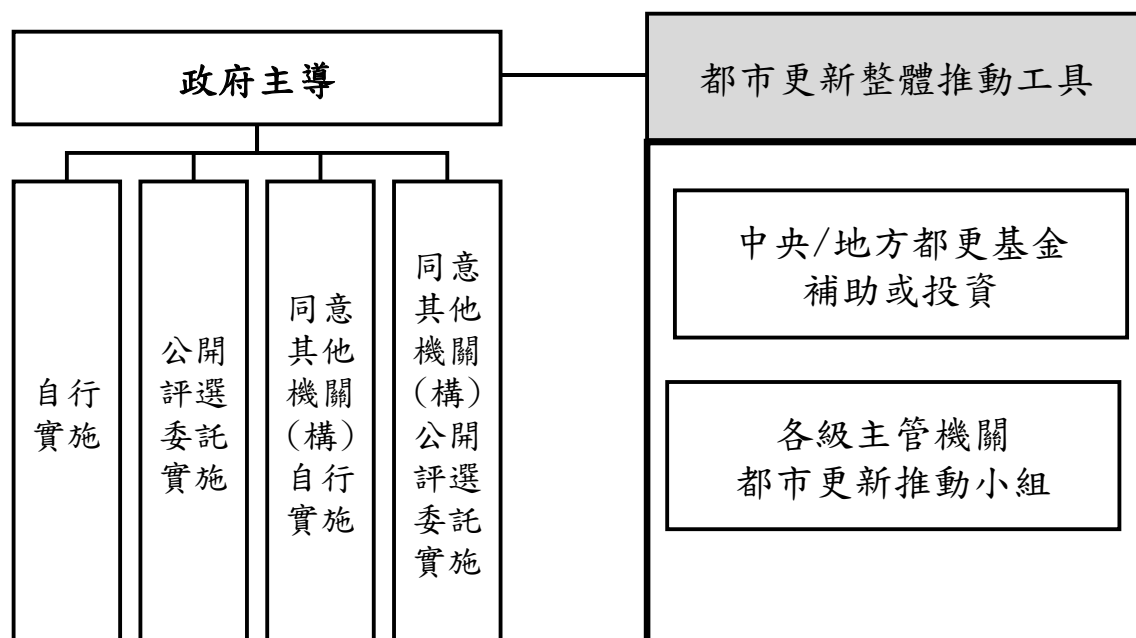 政府主導
都市更新整體推動工具
自行
實施
公開
評選
委託
實施
同意
其他
機關
(構)
自行
實施
同意
其他
機關
(構)
公開
評選
委託
實施
中央/地方都更基金
補助或投資
各級主管機關
都市更新推動小組